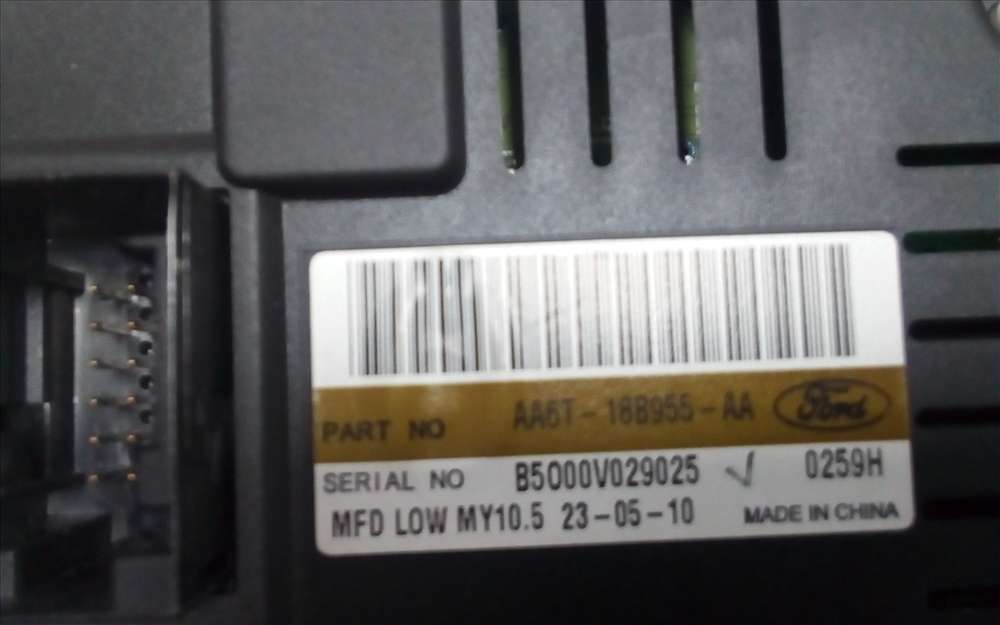 PART NO AA6T-18B955-AA Ford
SERIAL NO B5000V029025 0259H
MFD LOW MY10.5 23-05-10 MADE IN CHINA